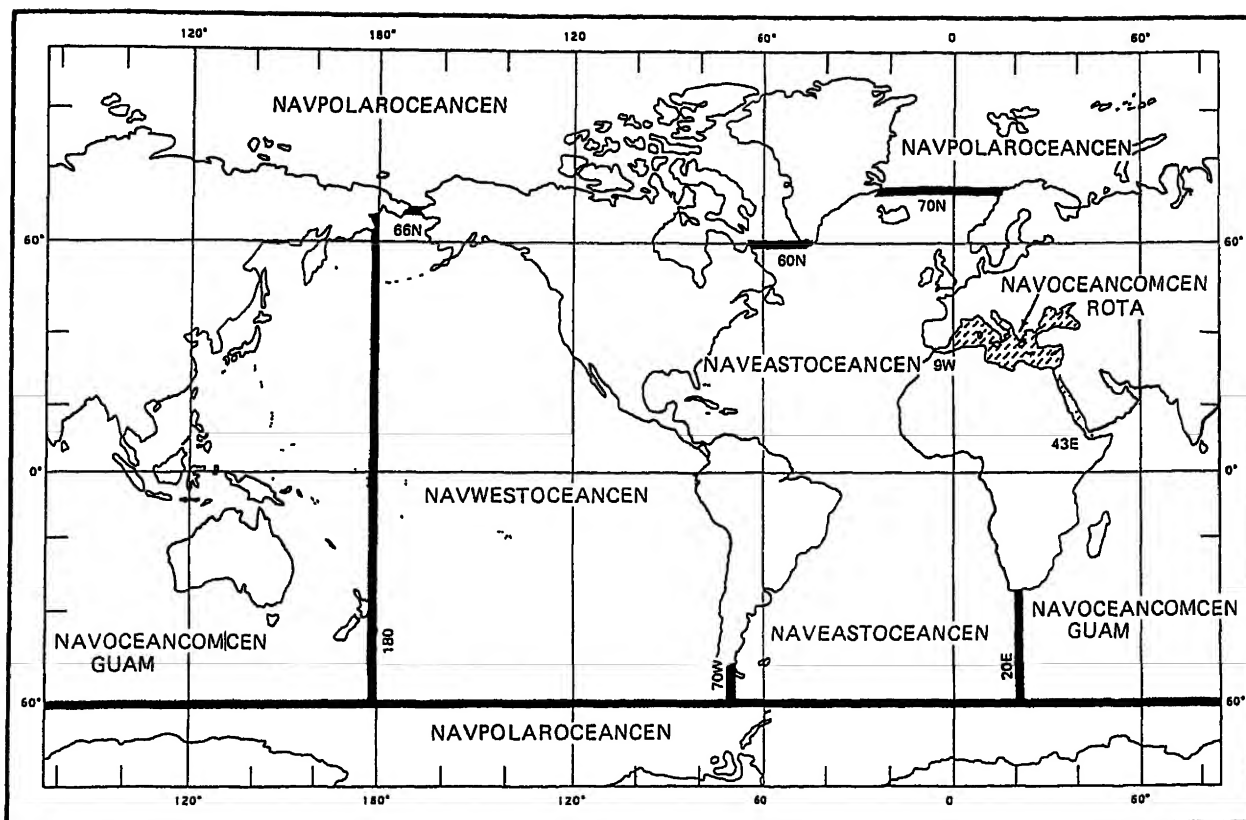 120° 180° 120° 60° 0 60°
NAVPOLAROCEANCEN
NAVPOLAROCEANCEN
70N
66N
60° 60°
60N
NAVOCEANCOMCEN
ROTA
NAVEASTOCEANCEN
9W
43E
0° 0°
NAVWESTOCEANCEN
NAVOCEANCOMCEN
GUAM
180
NAVEASTOCEANCEN
70W
20E
NAVOCEANCOMCEN
GUAM
60° 60°
NAVPOLAROCEANCEN
120° 180° 120° 60 0 60°